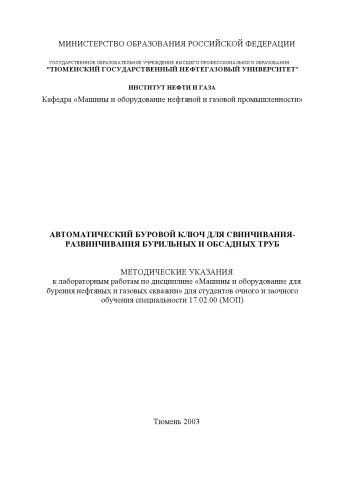 МИНИСТЕРСТВО ОБРАЗОВАНИЯ РОССИЙСКОЙ ФЕДЕРАЦИИ
ГОСУДАРСТВЕННОЕ ОБРАЗОВАТЕЛЬНОЕ УЧРЕЖДЕНИЕ ВЫСШЕГО ПРОФЕССИОНАЛЬНОГО ОБРАЗОВАНИЯ
"ТЮМЕНСКИЙ ГОСУДАРСТВЕННЫЙ НЕФТЕГАЗОВЫЙ УНИВЕРСИТЕТ"
ИНСТИТУТ НЕФТИ И ГАЗА
Кафедра «Машины и оборудование нефтяной и газовой промышленности»
АВТОМАТИЧЕСКИЙ БУРОВОЙ КЛЮЧ ДЛЯ СВИНЧИВАНИЯ-
РАЗВИНЧИВАНИЯ БУРИЛЬНЫХ И ОБСАДНЫХ ТРУБ
МЕТОДИЧЕСКИЕ УКАЗАНИЯ
к лабораторным работам по дисциплине «Машины и оборудование для
бурения нефтяных и газовых скважин» для студентов очного и заочного
обучения специальности 17.02.00 (МОП)
Тюмень 2003